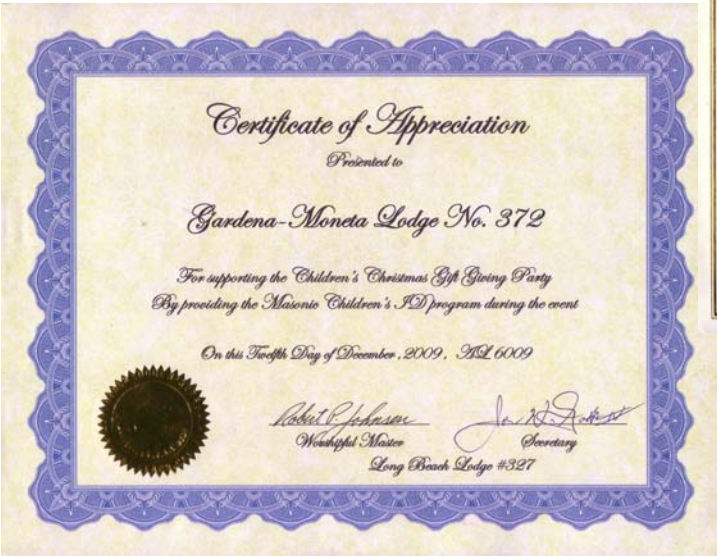 Certificate of Appreciation
Presented to
Gardena-Moneta Lodge No. 372
For supporting the Children's Christmas Gift Giving Party
By providing the Masonic Children's ID program during the event
On this Twelfth Day of December, 2009, AL 6009
Robert P. Johnson
Worshipful Master
Secretary
Long Beach Lodge #327